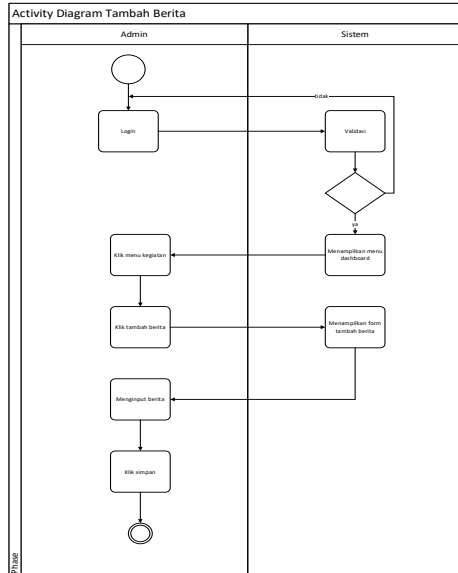 Activity Diagram Tambah Berita
Admin
Sistem
tidak
Login
Validasi
ya
Klik menu kegiatan
Menampilkan menu
dashboard
Klik tambah berita
Menampilkan form
tambah berita
Menginput berita
Klik simpan
Phase